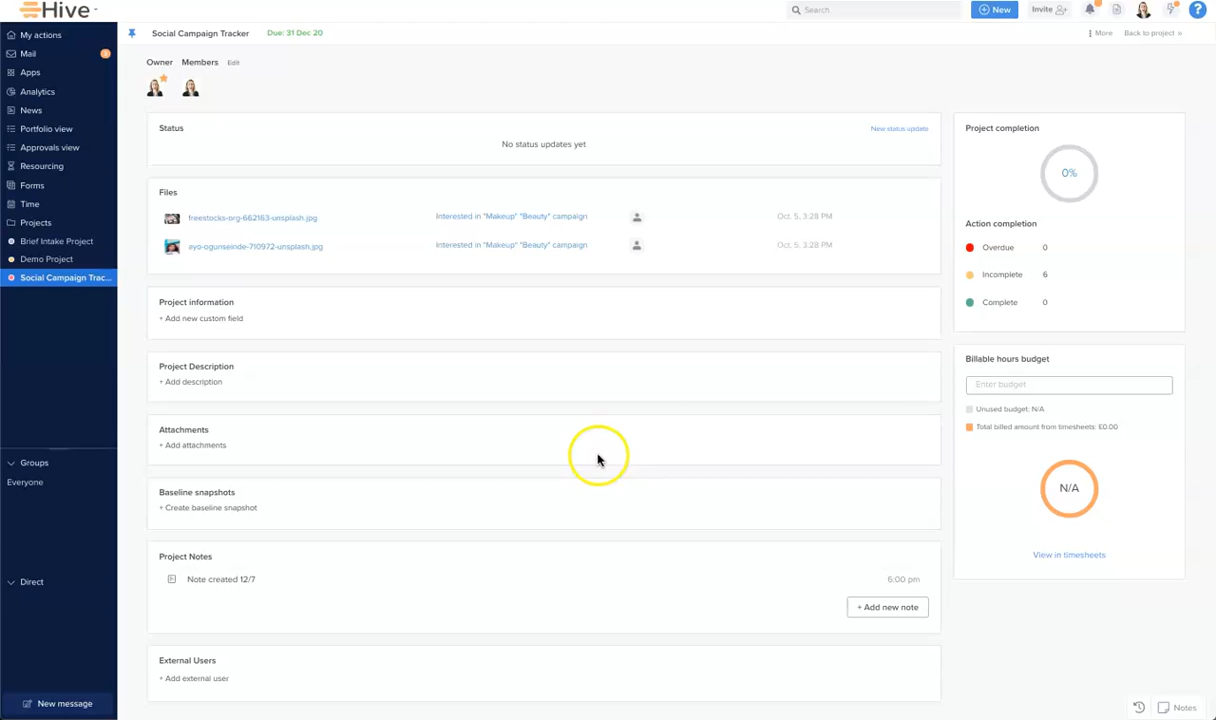 Hive
Search
New
Invite
?
My actions
Mail
3
Apps
Analytics
News
Portfolio view
Approvals view
Resourcing
Forms
Time
Projects
Brief Intake Project
Demo Project
Social Campaign Trac...
Groups
Everyone
Direct
New message
Social Campaign Tracker
Due: 31 Dec 20
More
Back to project »
Owner
Members
Edit
Status
New status update
No status updates yet
Files
freestocks-org-662163-unsplash.jpg
Interested in "Makeup" "Beauty" campaign
Oct. 5, 3:28 PM
ayo-ogunseinde-710972-unsplash.jpg
Interested in "Makeup" "Beauty" campaign
Oct. 5, 3:28 PM
Project information
+ Add new custom field
Project Description
+ Add description
Attachments
+ Add attachments
Baseline snapshots
+ Create baseline snapshot
Project Notes
Note created 12/7
6:00 pm
+ Add new note
External Users
+ Add external user
Project completion
0%
Action completion
Overdue 0
Incomplete 6
Complete 0
Billable hours budget
Enter budget
Unused budget: N/A
Total billed amount from timesheets: £0.00
N/A
View in timesheets
Notes